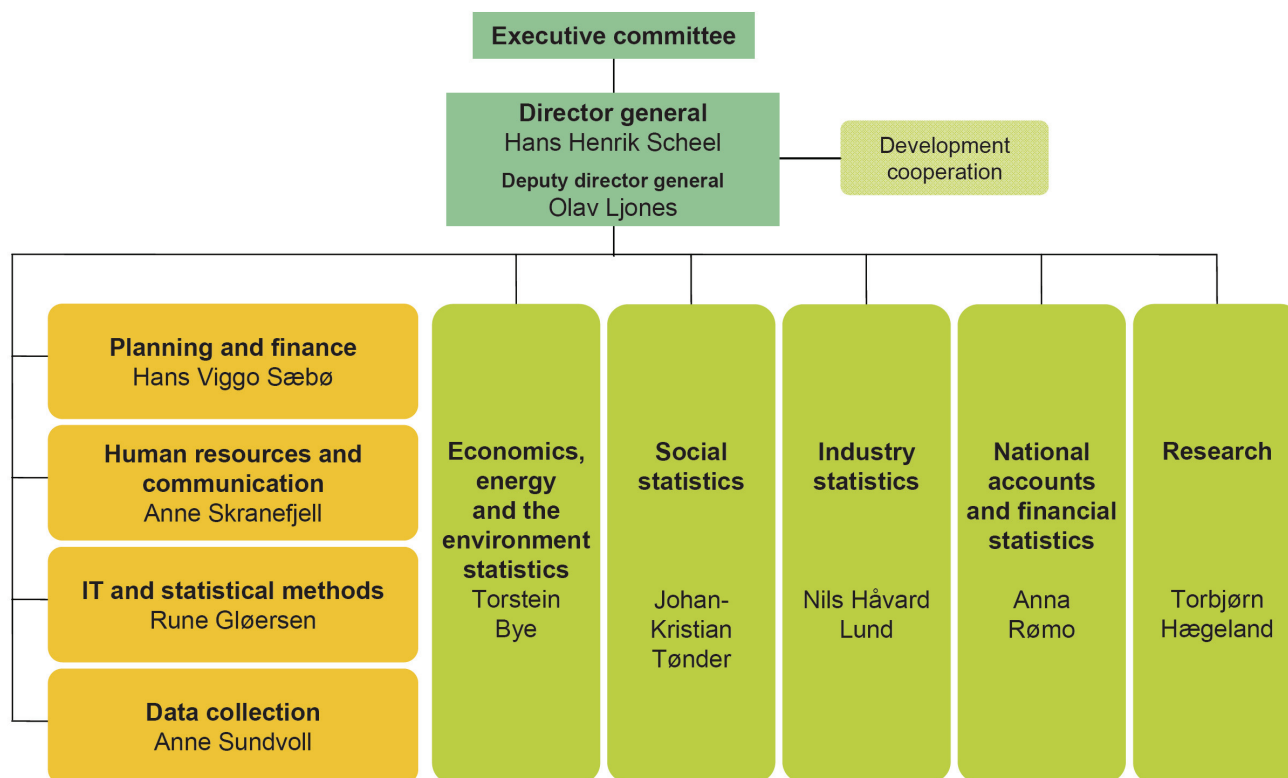 Executive committee
Director general
Hans Henrik Scheel
Deputy director general
Olav Ljones
Development
cooperation
Planning and finance
Hans Viggo Sæbø
Human resources and
communication
Anne Skranefjell
IT and statistical methods
Rune Gløersen
Data collection
Anne Sundvoll
Economics,
energy
and the
environment
statistics
Torstein
Bye
Social
statistics
Johan-
Kristian
Tønder
Industry
statistics
Nils Håvard
Lund
National
accounts
and financial
statistics
Anna
Rømo
Research
Torbjørn
Hægeland